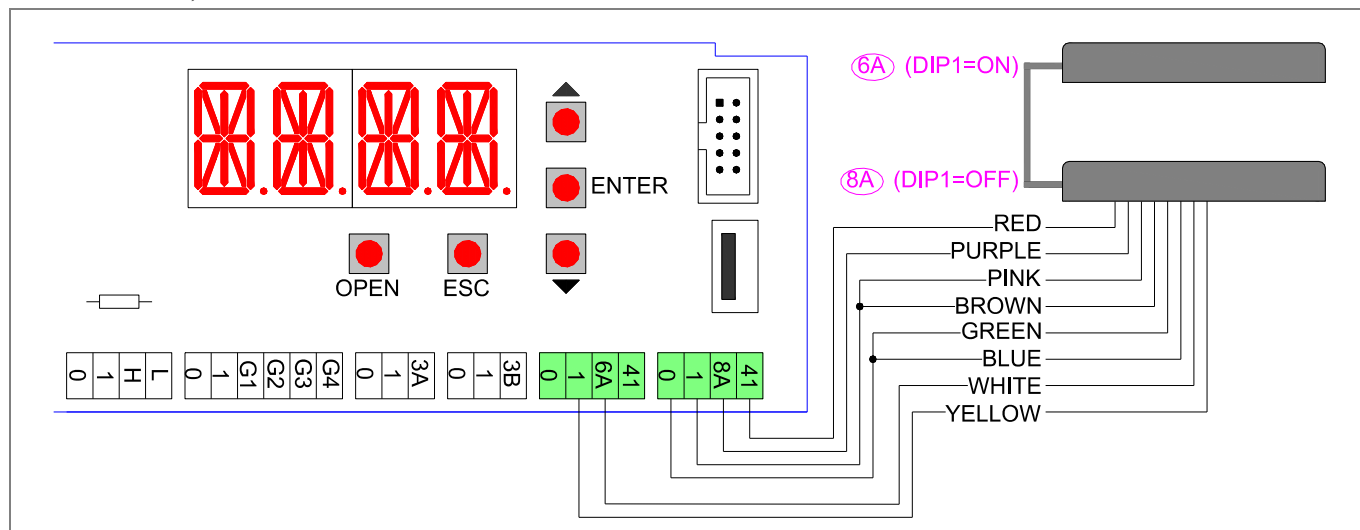 6A (DIP1=ON)
ENTER
8A (DIP1=OFF)
RED
PURPLE
OPEN ESC
PINK
BROWN
GREEN
BLUE
WHITE
YELLOW
0 1 H L 0 1 G1 G2 G3 G4 0 1 3A 0 1 3B 0 1 6A 41 0 1 8A 41